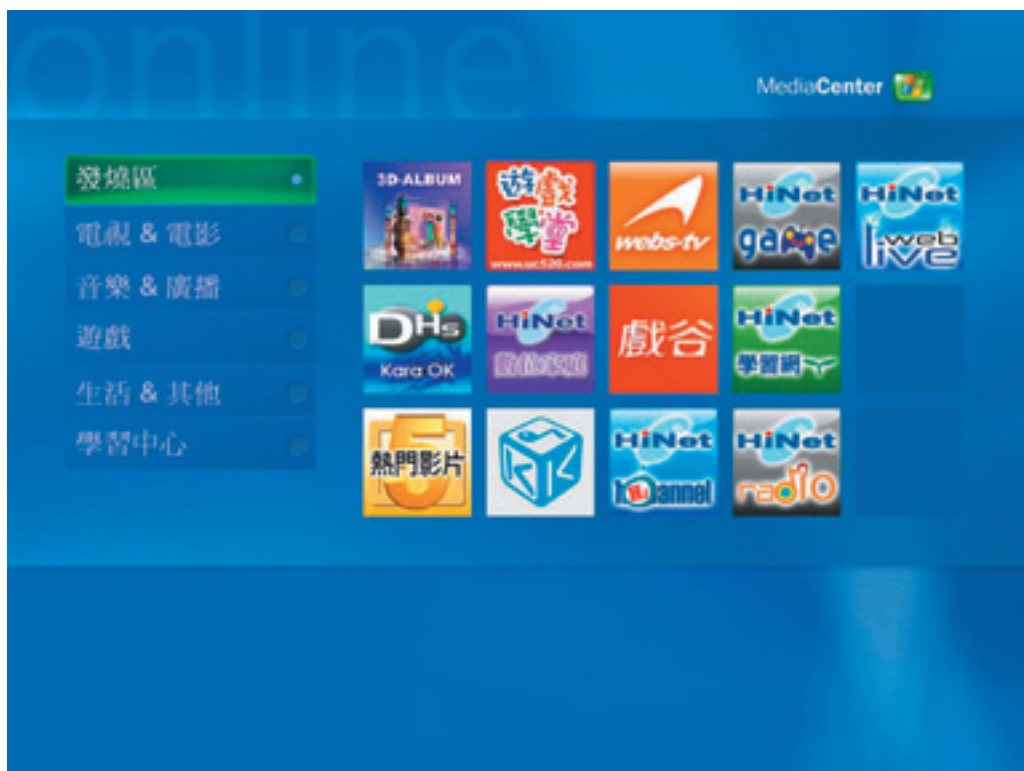 online
MediaCenter
發燒區
電視 & 電影
音樂 & 廣播
遊戲
生活 & 其他
學習中心
3D-ALBUM
遊戲
學堂
www.uc520.com
webs-tv
HiNet
game
HiNet
web
live
DHs
Kara OK
HiNet
數位家庭
戲谷
HiNet
學習網
5
熱門影片
HiNet
HiChannel
HiNet
radio